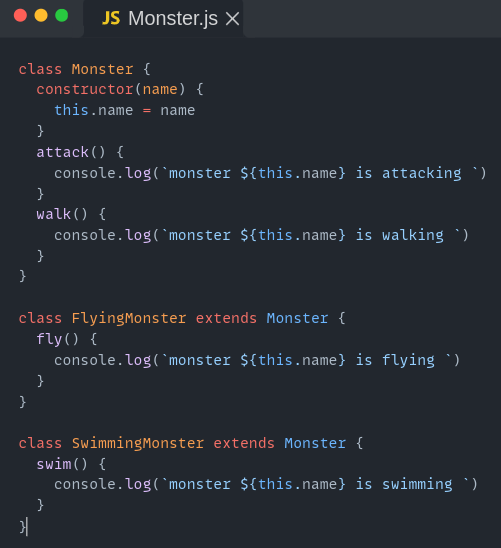 JS Monster.js
class Monster {
  constructor(name) {
    this.name = name
  }
  attack() {
    console.log(`monster ${this.name} is attacking `)
  }
  walk() {
    console.log(`monster ${this.name} is walking `)
  }
}

class FlyingMonster extends Monster {
  fly() {
    console.log(`monster ${this.name} is flying `)
  }
}

class SwimmingMonster extends Monster {
  swim() {
    console.log(`monster ${this.name} is swimming `)
  }
}